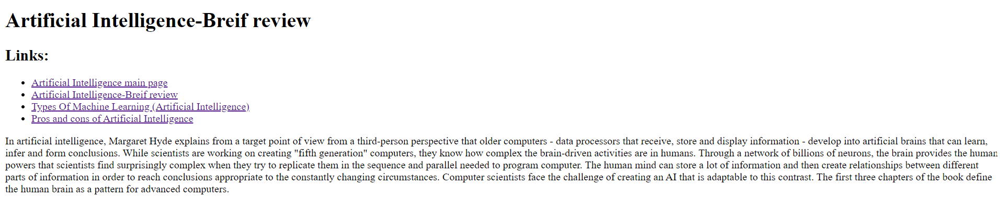 Artificial Intelligence-Breif review
Links:
Artificial Intelligence main page
Artificial Intelligence-Breif review
Types Of Machine Learning (Artificial Intelligence)
Pros and cons of Artificial Intelligence
In artificial intelligence, Margaret Hyde explains from a target point of view from a third-person perspective that older computers - data processors that receive, store and display information - develop into artificial brains that can learn,
infer and form conclusions. While scientists are working on creating "fifth generation" computers, they know how complex the brain-driven activities are in humans. Through a network of billions of neurons, the brain provides the human
powers that scientists find surprisingly complex when they try to replicate them in the sequence and parallel needed to program computer. The human mind can store a lot of information and then create relationships between different
parts of information in order to reach conclusions appropriate to the constantly changing circumstances. Computer scientists face the challenge of creating an AI that is adaptable to this contrast. The first three chapters of the book define
the human brain as a pattern for advanced computers.